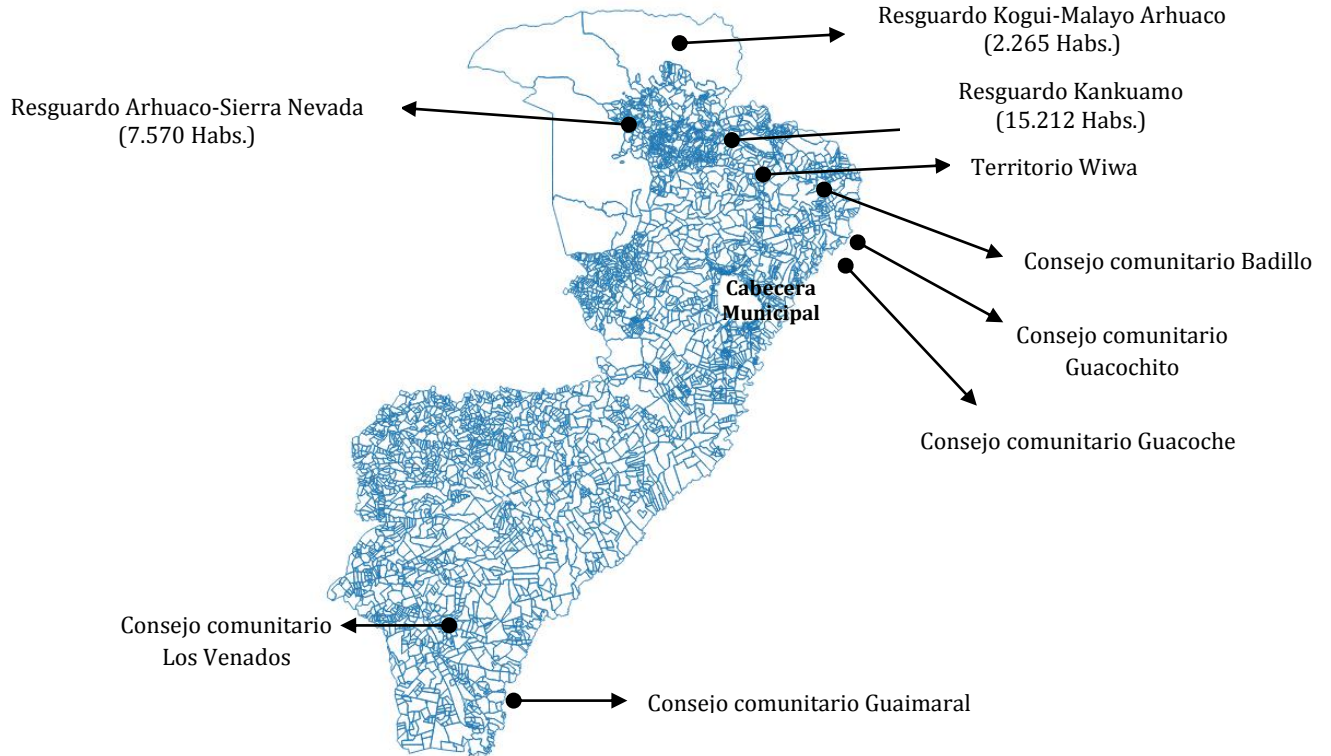 Resguardo Kogui-Malayo Arhuaco
(2.265 Habs.)
Resguardo Arhuaco-Sierra Nevada
(7.570 Habs.)
Resguardo Kankuamo
(15.212 Habs.)
Territorio Wiwa
Consejo comunitario Badillo
Cabecera
Municipal
Consejo comunitario
Guacochito
Consejo comunitario Guacoche
Consejo comunitario
Los Venados
Consejo comunitario Guaimaral